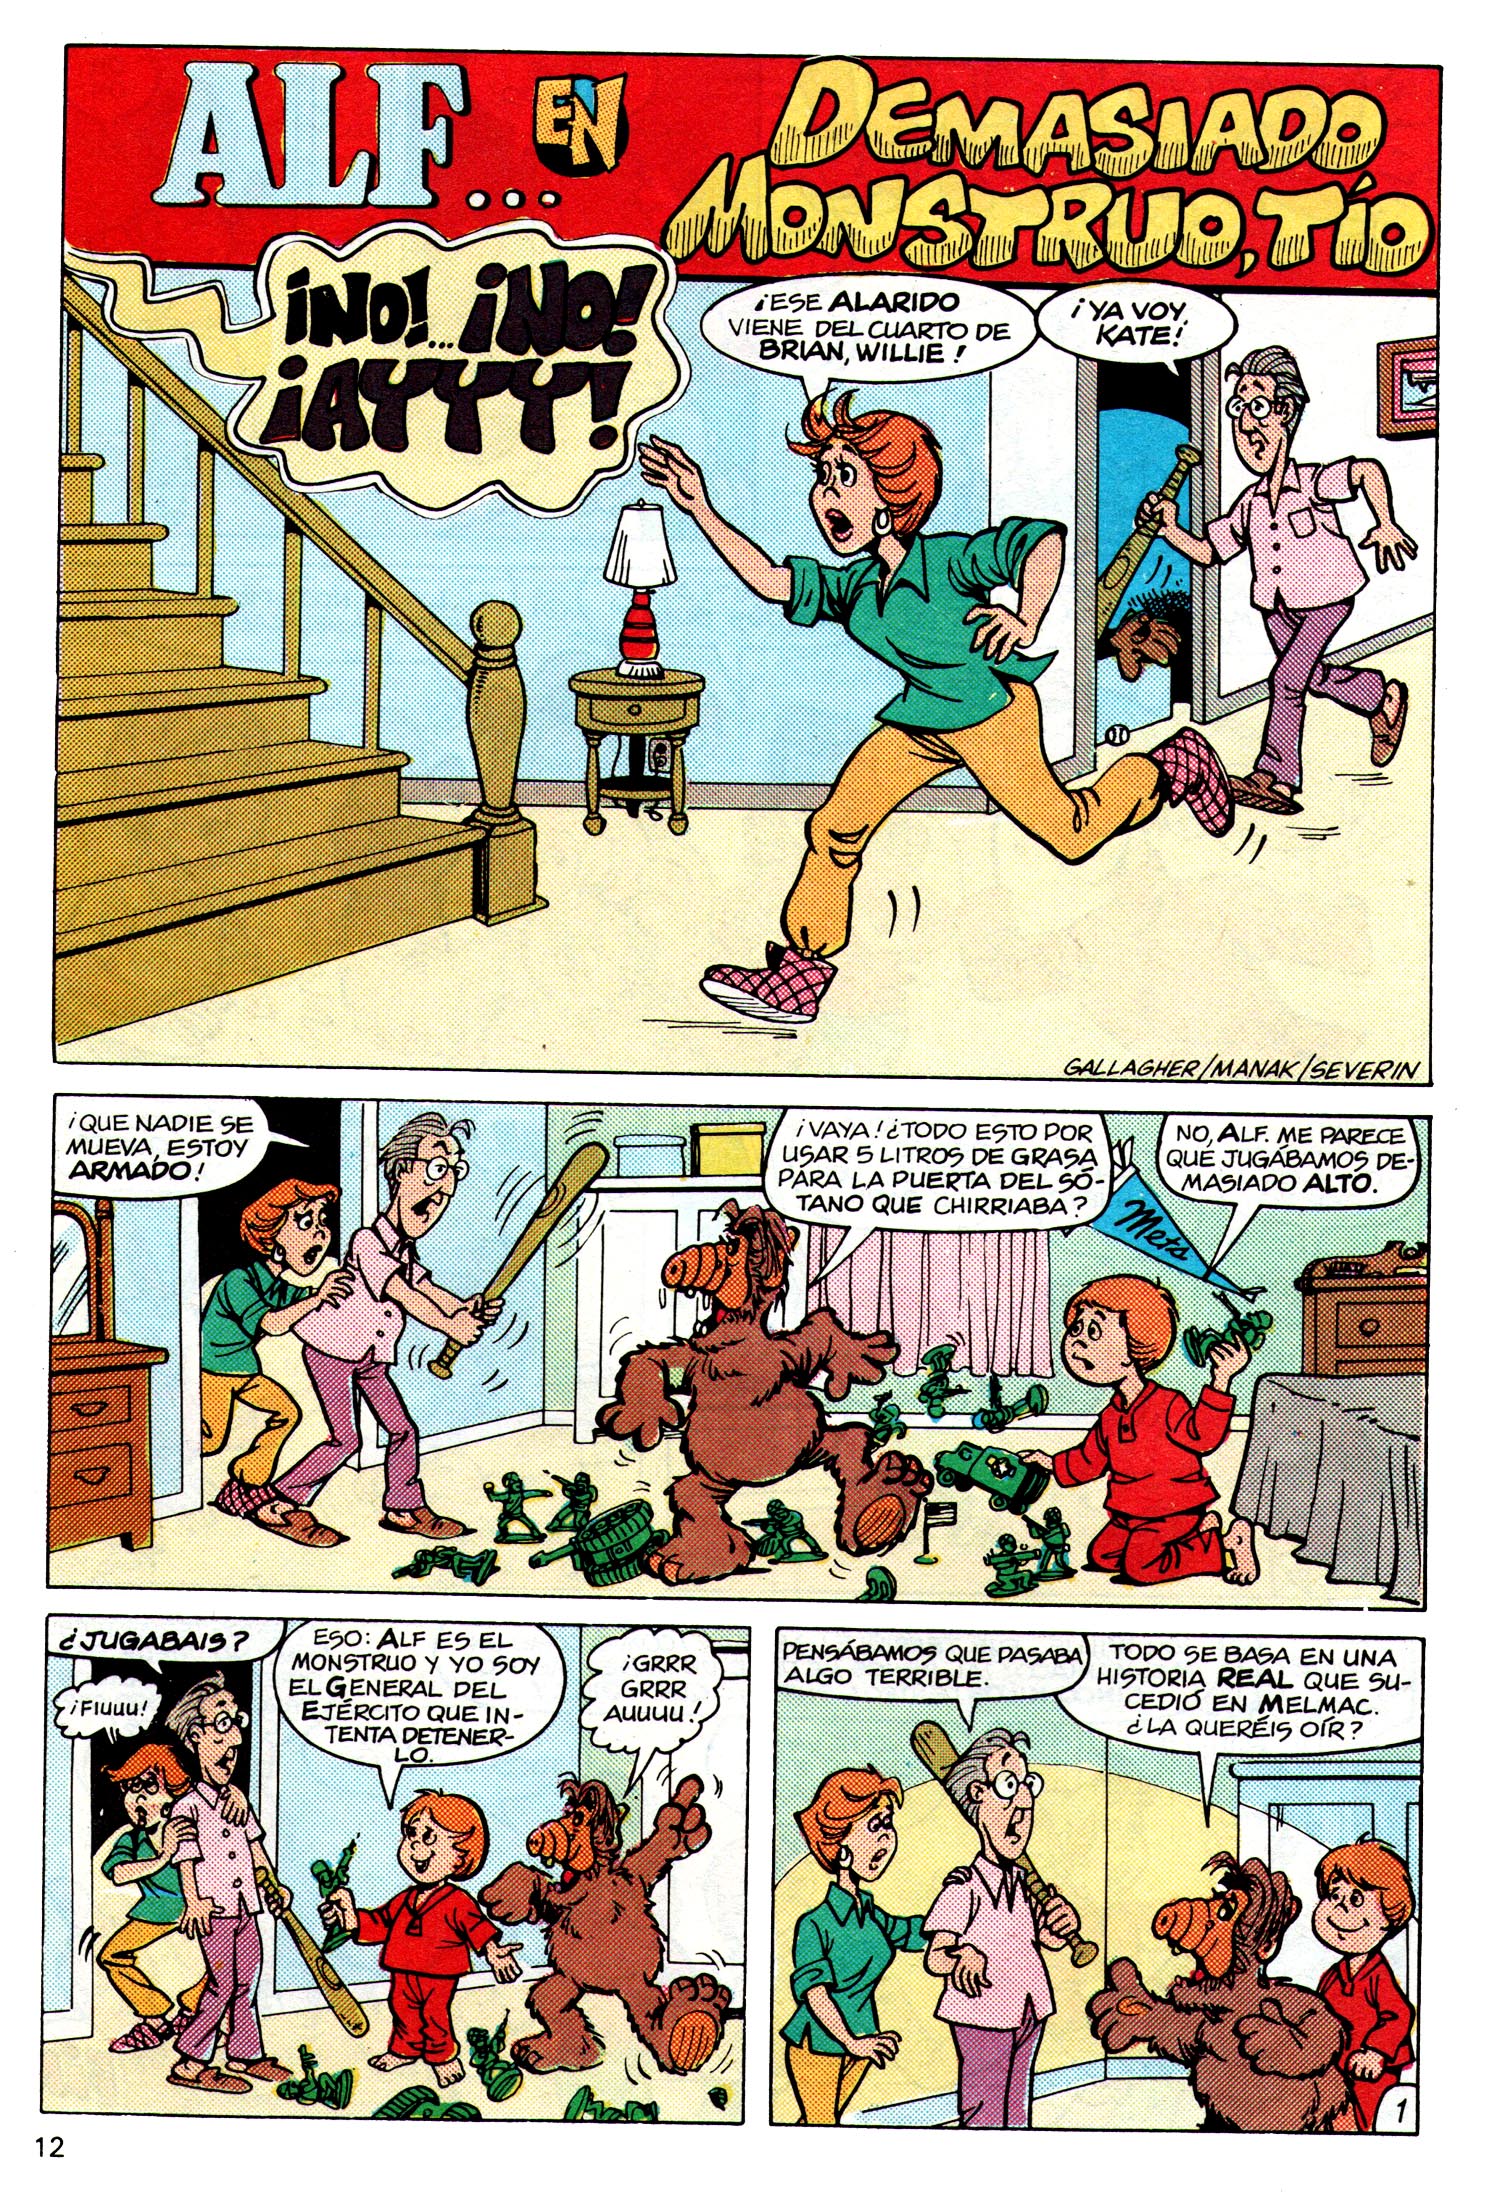 ALF...
EN
DEMASIADO
MONSTRUO, TÍO
¡NO!... ¡NO!
¡AYYYY!
¡ESE ALARIDO
VIENE DEL CUARTO DE
BRIAN, WILLIE!
¡YA VOY,
KATE!
GALLAGHER/MANAK/SEVERIN
¡QUE NADIE SE
MUEVA, ESTOY
ARMADO!
¡VAYA! ¿TODO ESTO POR
USAR 5 LITROS DE GRASA
PARA LA PUERTA DEL SÓ-
TANO QUE CHIRRIABA?
NO, ALF. ME PARECE
QUE JUGÁBAMOS DE-
MASIADO ALTO.
Mets
¿JUGABAIS?
¡FIUUU!
ESO: ALF ES EL
MONSTRUO Y YO SOY
EL GENERAL DEL
EJÉRCITO QUE IN-
TENTA DETENER-
LO.
¡GRRR
GRRR
AUUUU!
PENSÁBAMOS QUE PASABA
ALGO TERRIBLE.
TODO SE BASA EN UNA
HISTORIA REAL QUE SU-
CEDIÓ EN MELMAC.
¿LA QUERÉIS OÍR?
1
12